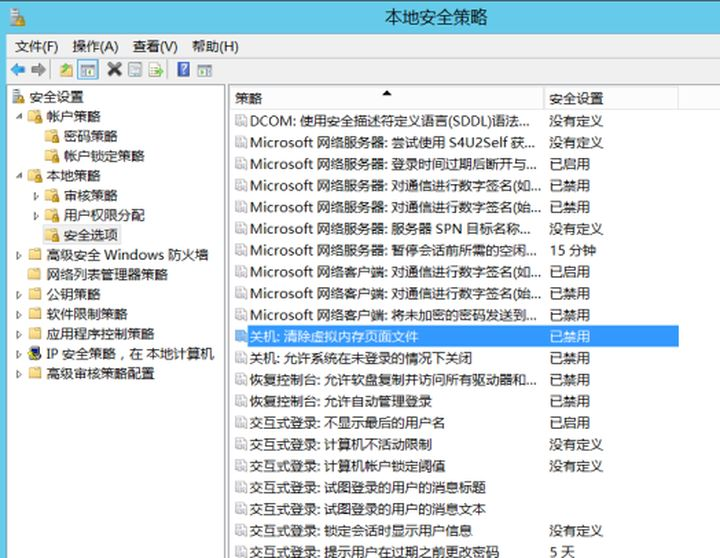 本地安全策略
文件(F) 操作(A) 查看(V) 帮助(H)
安全设置
帐户策略
密码策略
帐户锁定策略
本地策略
审核策略
用户权限分配
安全选项
高级安全 Windows 防火墙
网络列表管理器策略
公钥策略
软件限制策略
应用程序控制策略
IP 安全策略，在 本地计算机
高级审核策略配置
策略 安全设置
DCOM: 使用安全描述符定义语言(SDDL)语法... 没有定义
Microsoft 网络服务器: 尝试使用 S4U2Self 获... 没有定义
Microsoft 网络服务器: 登录时间过期后断开与... 已启用
Microsoft 网络服务器: 对通信进行数字签名(如... 已禁用
Microsoft 网络服务器: 对通信进行数字签名(始... 已禁用
Microsoft 网络服务器: 服务器 SPN 目标名称... 没有定义
Microsoft 网络服务器: 暂停会话前所需的空闲... 15 分钟
Microsoft 网络客户端: 对通信进行数字签名(如... 已启用
Microsoft 网络客户端: 对通信进行数字签名(始... 已禁用
Microsoft 网络客户端: 将未加密的密码发送到... 已禁用
关机: 清除虚拟内存页面文件 已禁用
关机: 允许系统在未登录的情况下关闭 已禁用
恢复控制台: 允许软盘复制并访问所有驱动器和... 已禁用
恢复控制台: 允许自动管理登录 已禁用
交互式登录: 不显示最后的用户名 已启用
交互式登录: 计算机不活动限制 没有定义
交互式登录: 计算机帐户锁定阈值 没有定义
交互式登录: 试图登录的用户的消息标题
交互式登录: 试图登录的用户的消息文本
交互式登录: 锁定会话时显示用户信息 没有定义
交互式登录: 提示用户在过期之前更改密码 5 天